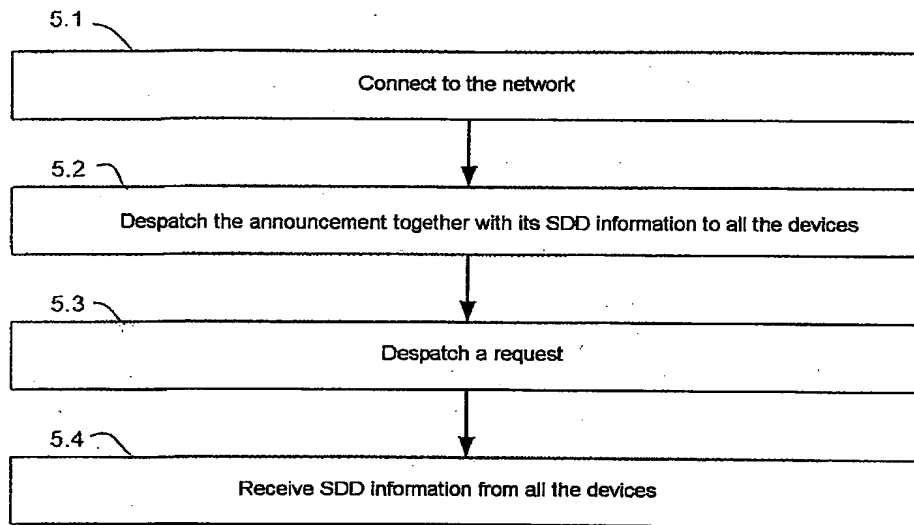 5.1
Connect to the network
5.2
Despatch the announcement together with its SDD information to all the devices
5.3
Despatch a request
5.4
Receive SDD information from all the devices